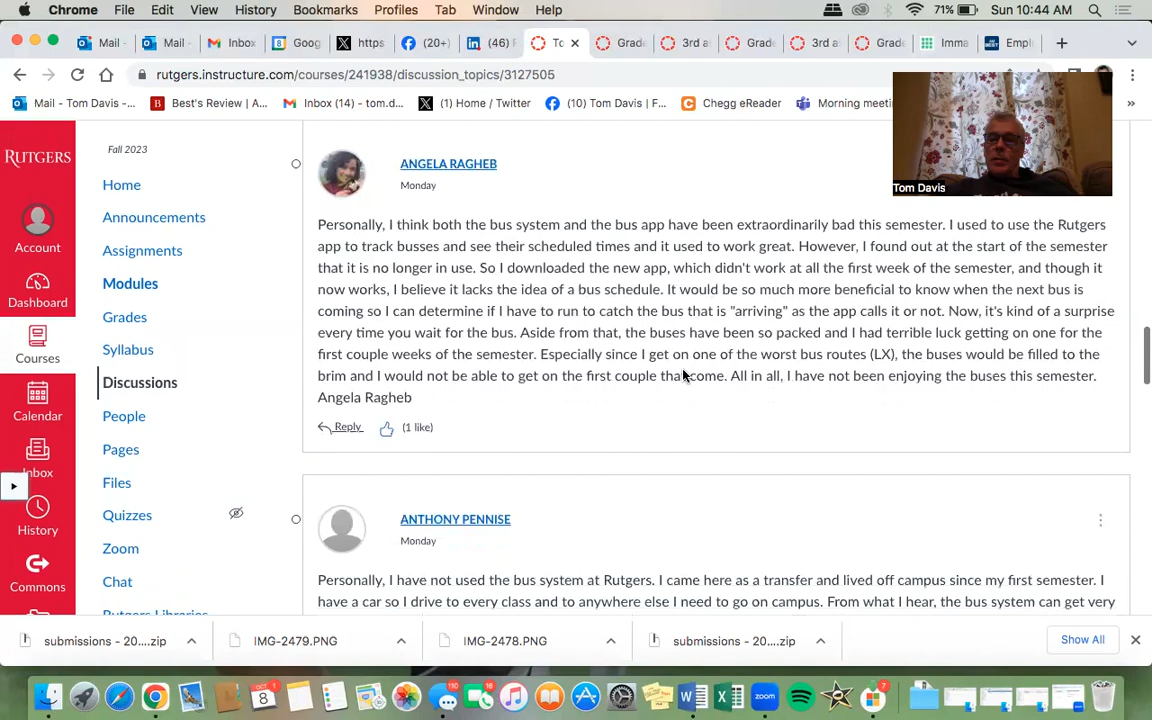 Chrome File Edit View History Bookmarks Profiles Tab Window Help 71% Sun 10:44 AM
Mail - Mail - Inbox Goog https (20+) (46) F To Grade 3rd a Grade 3rd a Grade Imma Empl
rutgers.instructure.com/courses/241938/discussion_topics/3127505
Mail - Tom Davis -... Best's Review | A... Inbox (14) - tom.d... (1) Home / Twitter (10) Tom Davis | F... Chegg eReader Morning meetin »
Tom Davis
RUTGERS
Account
Dashboard
Courses
Calendar
Inbox
History
Commons
Fall 2023
Home
Announcements
Assignments
Modules
Grades
Syllabus
Discussions
People
Pages
Files
Quizzes
Zoom
Chat
Rutgers Libraries
ANGELA RAGHEB
Monday
Personally, I think both the bus system and the bus app have been extraordinarily bad this semester. I used to use the Rutgers
app to track busses and see their scheduled times and it used to work great. However, I found out at the start of the semester
that it is no longer in use. So I downloaded the new app, which didn't work at all the first week of the semester, and though it
now works, I believe it lacks the idea of a bus schedule. It would be so much more beneficial to know when the next bus is
coming so I can determine if I have to run to catch the bus that is "arriving" as the app calls it or not. Now, it's kind of a surprise
every time you wait for the bus. Aside from that, the buses have been so packed and I had terrible luck getting on one for the
first couple weeks of the semester. Especially since I get on one of the worst bus routes (LX), the buses would be filled to the
brim and I would not be able to get on the first couple that come. All in all, I have not been enjoying the buses this semester.
Angela Ragheb
Reply (1 like)
ANTHONY PENNISE
Monday
Personally, I have not used the bus system at Rutgers. I came here as a transfer and lived off campus since my first semester. I
have a car so I drive to every class and to anywhere else I need to go on campus. From what I hear, the bus system can get very
submissions - 20....zip IMG-2479.PNG IMG-2478.PNG submissions - 20....zip Show All
OCT 8 110 16 zoom 7